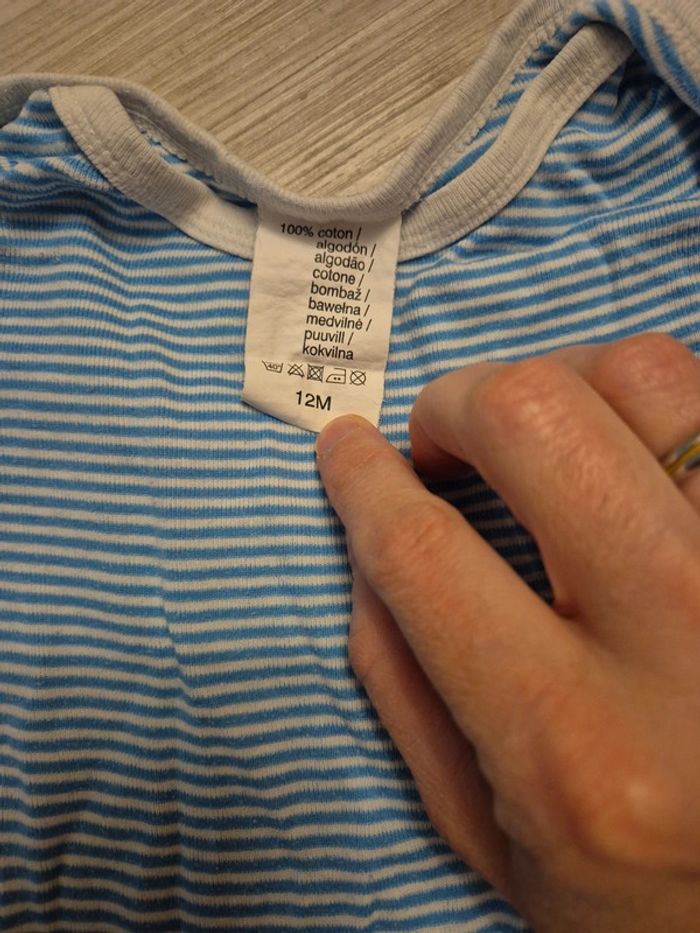 100% coton /
algodón /
algodão /
cotone /
bombaž /
bawełna /
medvilnė /
puuvill /
kokvilna
40°
12M